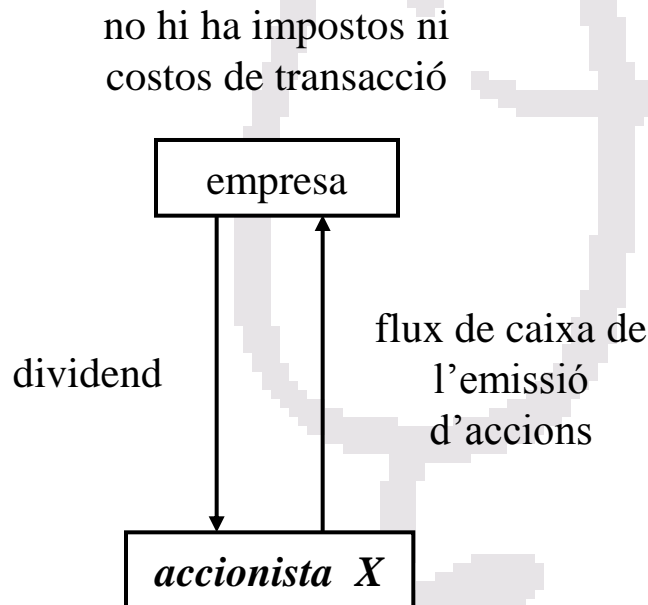 no hi ha impostos ni
costos de transacció
empresa
dividend
flux de caixa de
l’emissió
d’accions
accionista X